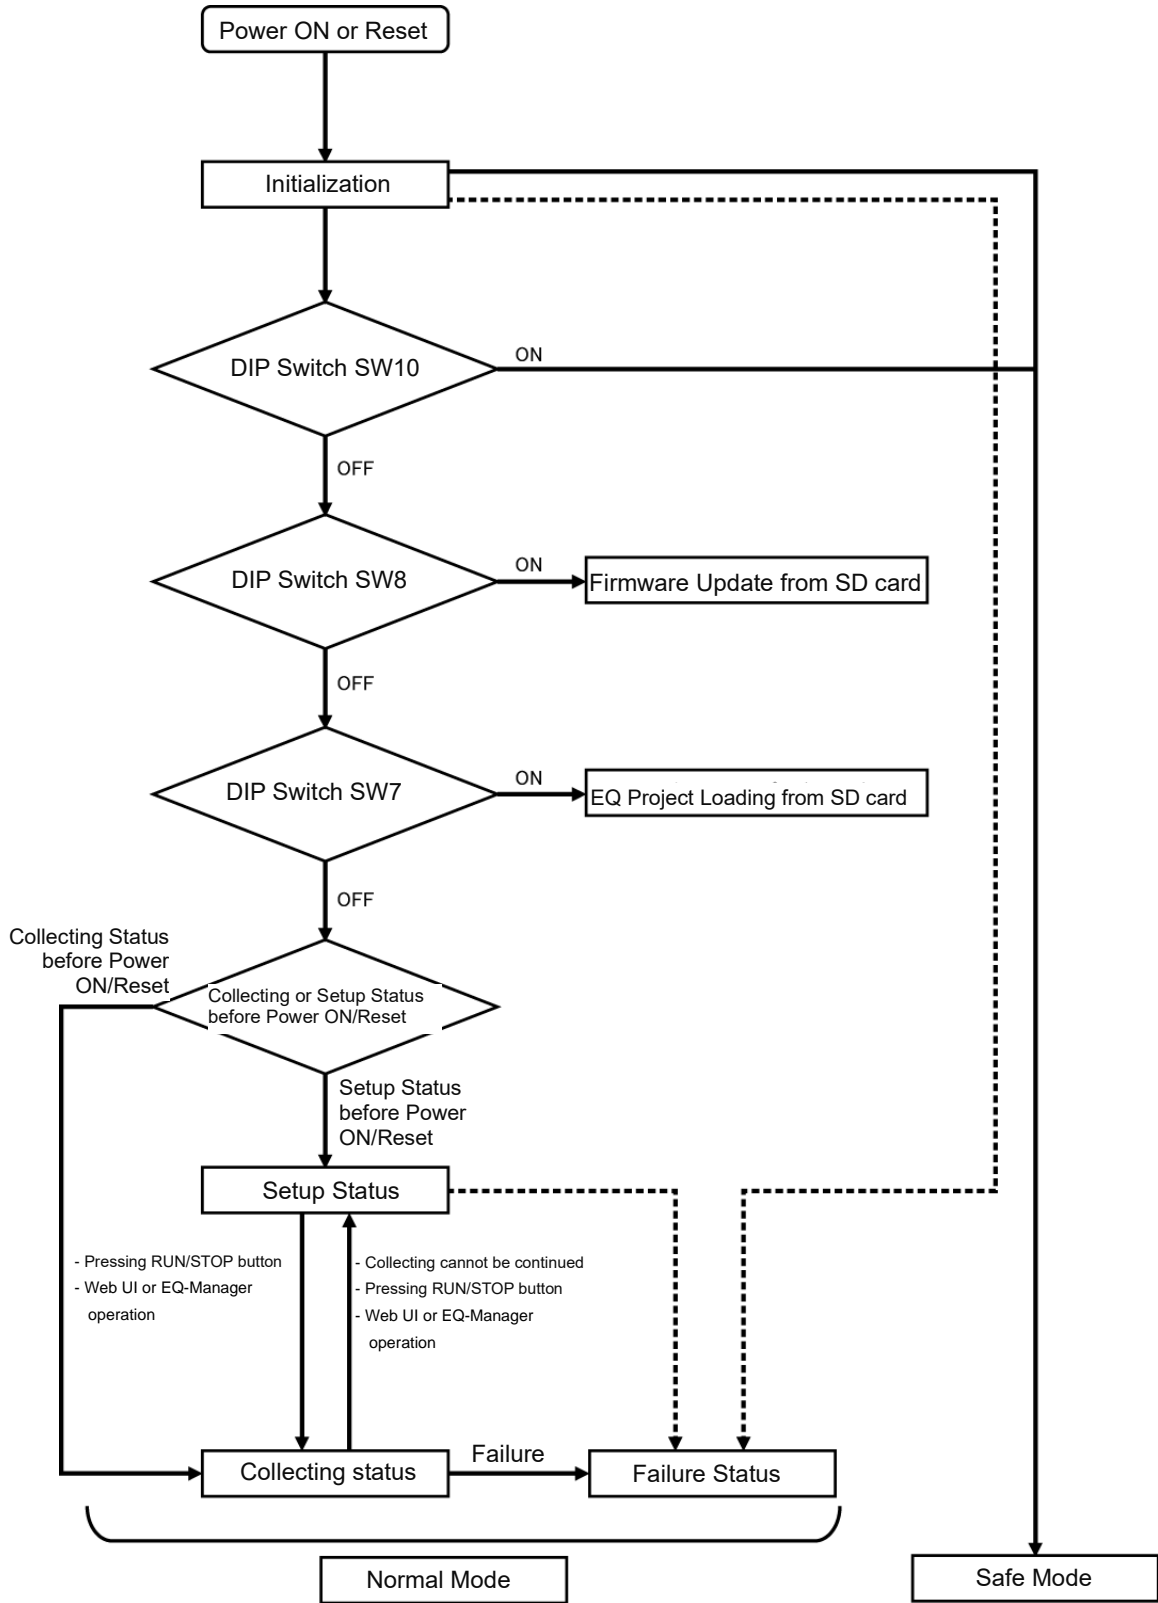 Power ON or Reset
Initialization
DIP Switch SW10
ON
OFF
DIP Switch SW8
ON
Firmware Update from SD card
OFF
DIP Switch SW7
ON
EQ Project Loading from SD card
OFF
Collecting Status
before Power
ON/Reset
Collecting or Setup Status
before Power ON/Reset
Setup Status
before Power
ON/Reset
Setup Status
- Pressing RUN/STOP button
- Web UI or EQ-Manager
operation
- Collecting cannot be continued
- Pressing RUN/STOP button
- Web UI or EQ-Manager
operation
Collecting status
Failure
Failure Status
Normal Mode
Safe Mode